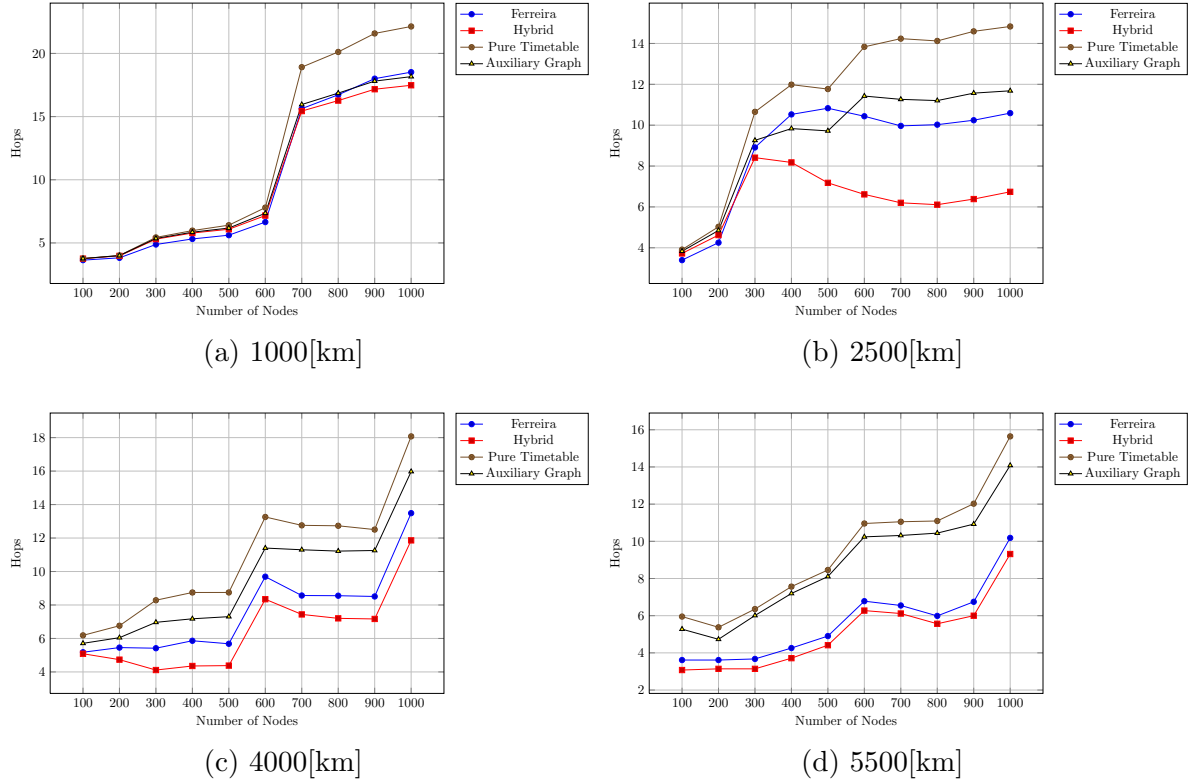 20
15
10
5
Hops
100 200 300 400 500 600 700 800 900 1000
Number of Nodes
Ferreira
Hybrid
Pure Timetable
Auxiliary Graph
(a) 1000[km]
14
12
10
8
6
4
Hops
100 200 300 400 500 600 700 800 900 1000
Number of Nodes
Ferreira
Hybrid
Pure Timetable
Auxiliary Graph
(b) 2500[km]
18
16
14
12
10
8
6
4
Hops
100 200 300 400 500 600 700 800 900 1000
Number of Nodes
Ferreira
Hybrid
Pure Timetable
Auxiliary Graph
(c) 4000[km]
16
14
12
10
8
6
4
2
Hops
100 200 300 400 500 600 700 800 900 1000
Number of Nodes
Ferreira
Hybrid
Pure Timetable
Auxiliary Graph
(d) 5500[km]